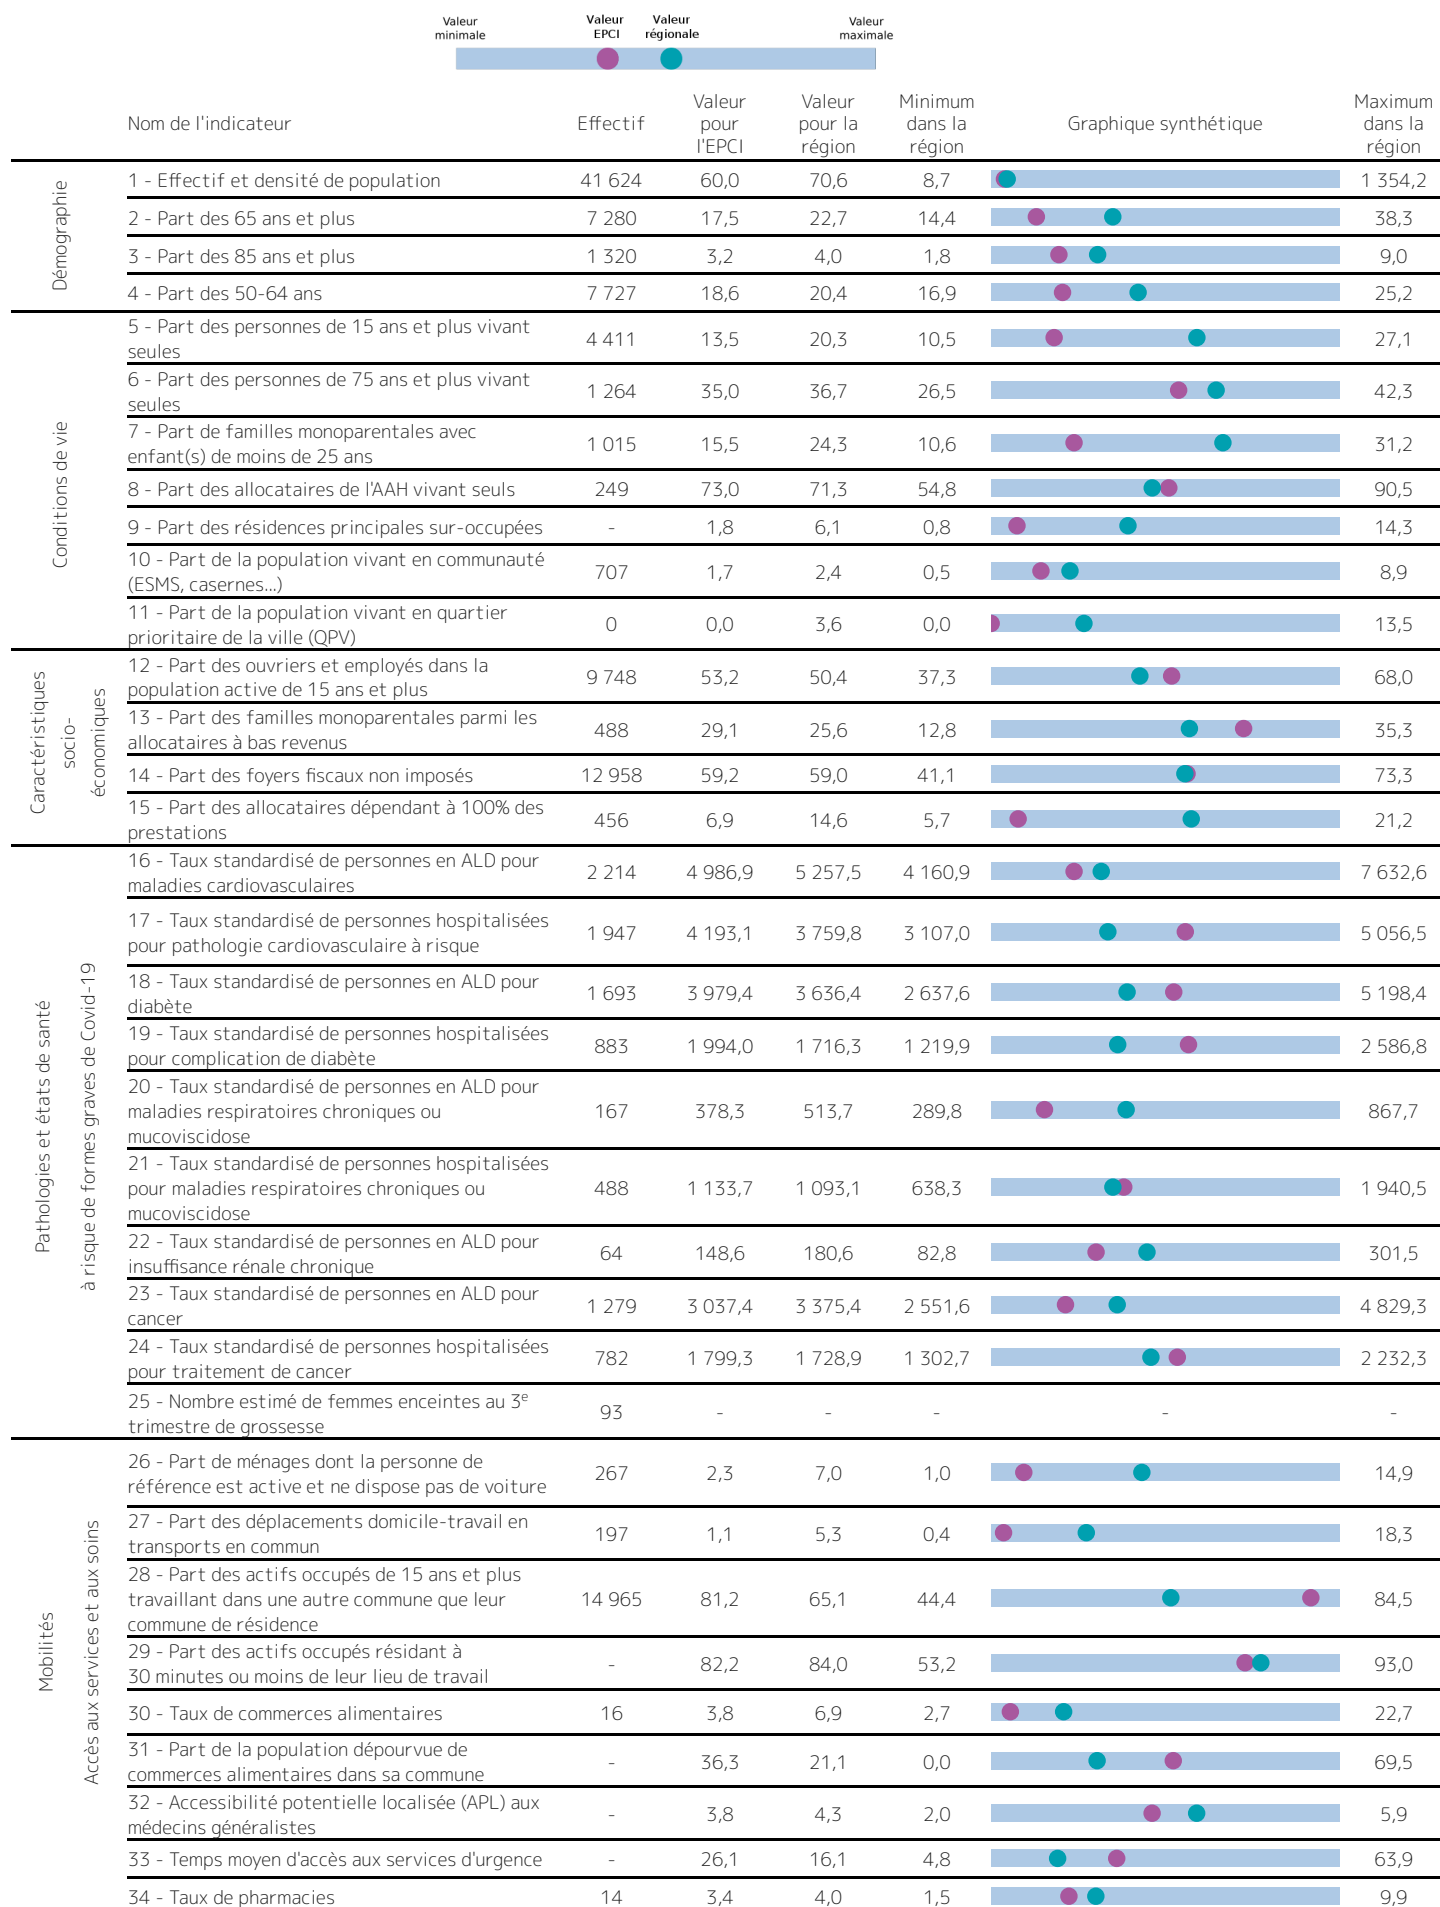 Valeur minimale
Valeur EPCI
Valeur régionale
Valeur maximale
Nom de l'indicateur
Effectif
Valeur pour l'EPCI
Valeur pour la région
Minimum dans la région
Graphique synthétique
Maximum dans la région
Démographie
1 - Effectif et densité de population 41 624 60,0 70,6 8,7 1 354,2
2 - Part des 65 ans et plus 7 280 17,5 22,7 14,4 38,3
3 - Part des 85 ans et plus 1 320 3,2 4,0 1,8 9,0
4 - Part des 50-64 ans 7 727 18,6 20,4 16,9 25,2
Conditions de vie
5 - Part des personnes de 15 ans et plus vivant
seules 4 411 13,5 20,3 10,5 27,1
6 - Part des personnes de 75 ans et plus vivant
seules 1 264 35,0 36,7 26,5 42,3
7 - Part de familles monoparentales avec
enfant(s) de moins de 25 ans 1 015 15,5 24,3 10,6 31,2
8 - Part des allocataires de l'AAH vivant seuls 249 73,0 71,3 54,8 90,5
9 - Part des résidences principales sur-occupées - 1,8 6,1 0,8 14,3
10 - Part de la population vivant en communauté
(ESMS, casernes...) 707 1,7 2,4 0,5 8,9
11 - Part de la population vivant en quartier
prioritaire de la ville (QPV) 0 0,0 3,6 0,0 13,5
Caractéristiques
socio-
économiques
12 - Part des ouvriers et employés dans la
population active de 15 ans et plus 9 748 53,2 50,4 37,3 68,0
13 - Part des familles monoparentales parmi les
allocataires à bas revenus 488 29,1 25,6 12,8 35,3
14 - Part des foyers fiscaux non imposés 12 958 59,2 59,0 41,1 73,3
15 - Part des allocataires dépendant à 100% des
prestations 456 6,9 14,6 5,7 21,2
Pathologies et états de santé
à risque de formes graves de Covid-19
16 - Taux standardisé de personnes en ALD pour
maladies cardiovasculaires 2 214 4 986,9 5 257,5 4 160,9 7 632,6
17 - Taux standardisé de personnes hospitalisées
pour pathologie cardiovasculaire à risque 1 947 4 193,1 3 759,8 3 107,0 5 056,5
18 - Taux standardisé de personnes en ALD pour
diabète 1 693 3 979,4 3 636,4 2 637,6 5 198,4
19 - Taux standardisé de personnes hospitalisées
pour complication de diabète 883 1 994,0 1 716,3 1 219,9 2 586,8
20 - Taux standardisé de personnes en ALD pour
maladies respiratoires chroniques ou 167 378,3 513,7 289,8 867,7
mucoviscidose
21 - Taux standardisé de personnes hospitalisées
pour maladies respiratoires chroniques ou 488 1 133,7 1 093,1 638,3 1 940,5
mucoviscidose
22 - Taux standardisé de personnes en ALD pour
insuffisance rénale chronique 64 148,6 180,6 82,8 301,5
23 - Taux standardisé de personnes en ALD pour
cancer 1 279 3 037,4 3 375,4 2 551,6 4 829,3
24 - Taux standardisé de personnes hospitalisées
pour traitement de cancer 782 1 799,3 1 728,9 1 302,7 2 232,3
25 - Nombre estimé de femmes enceintes au 3e
trimestre de grossesse 93 - - - - -
Mobilités
Accès aux services et aux soins
26 - Part de ménages dont la personne de
référence est active et ne dispose pas de voiture 267 2,3 7,0 1,0 14,9
27 - Part des déplacements domicile-travail en
transports en commun 197 1,1 5,3 0,4 18,3
28 - Part des actifs occupés de 15 ans et plus
travaillant dans une autre commune que leur 14 965 81,2 65,1 44,4 84,5
commune de résidence
29 - Part des actifs occupés résidant à
30 minutes ou moins de leur lieu de travail - 82,2 84,0 53,2 93,0
30 - Taux de commerces alimentaires 16 3,8 6,9 2,7 22,7
31 - Part de la population dépourvue de
commerces alimentaires dans sa commune - 36,3 21,1 0,0 69,5
32 - Accessibilité potentielle localisée (APL) aux
médecins généralistes - 3,8 4,3 2,0 5,9
33 - Temps moyen d'accès aux services d'urgence - 26,1 16,1 4,8 63,9
34 - Taux de pharmacies 14 3,4 4,0 1,5 9,9